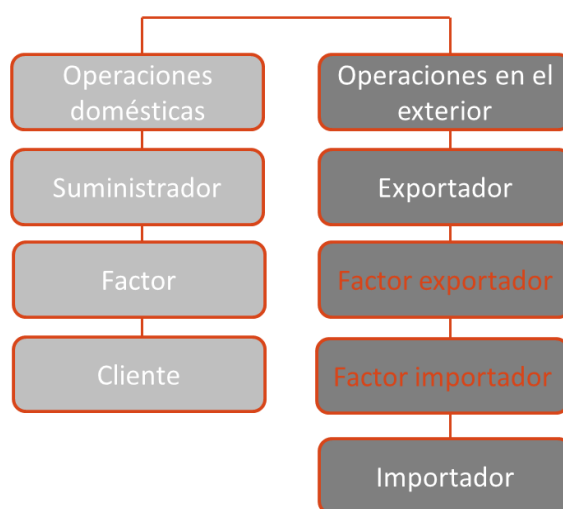 Operaciones
domésticas
Suministrador
Factor
Cliente
Operaciones en el
exterior
Exportador
Factor exportador
Factor importador
Importador